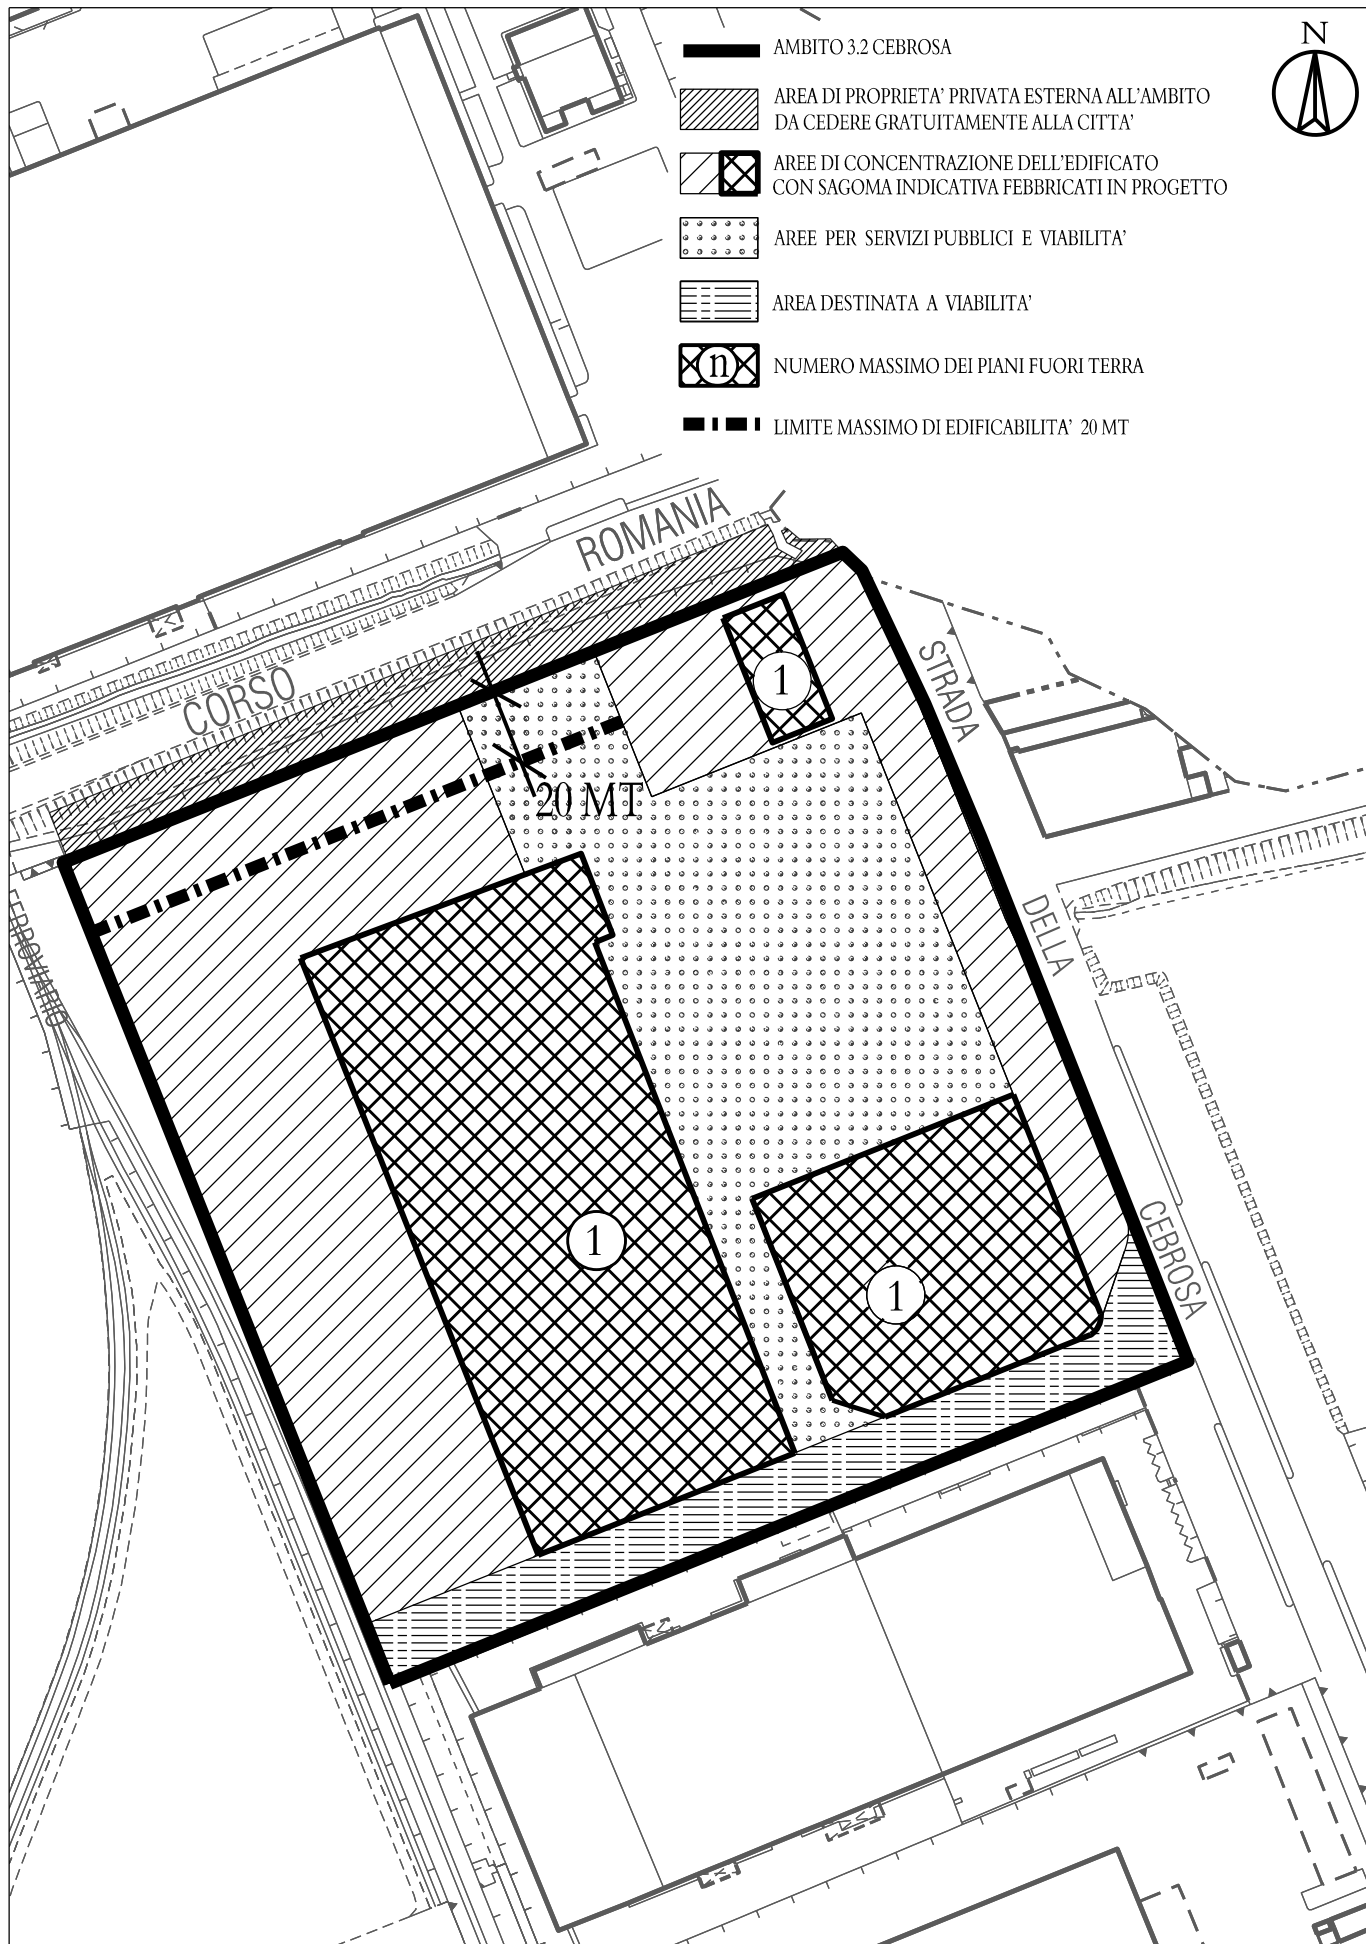 N
AMBITO 3.2 CEBROSA
AREA DI PROPRIETA' PRIVATA ESTERNA ALL'AMBITO
DA CEDERE GRATUITAMENTE ALLA CITTA'
AREE DI CONCENTRAZIONE DELL'EDIFICATO
CON SAGOMA INDICATIVA FEBBRICATI IN PROGETTO
AREE PER SERVIZI PUBBLICI E VIABILITA'
AREA DESTINATA A VIABILITA'
n
NUMERO MASSIMO DEI PIANI FUORI TERRA
LIMITE MASSIMO DI EDIFICABILITA' 20 MT
CORSO ROMANIA
1
20 MT
STRADA DELLA CEBROSA
1
1